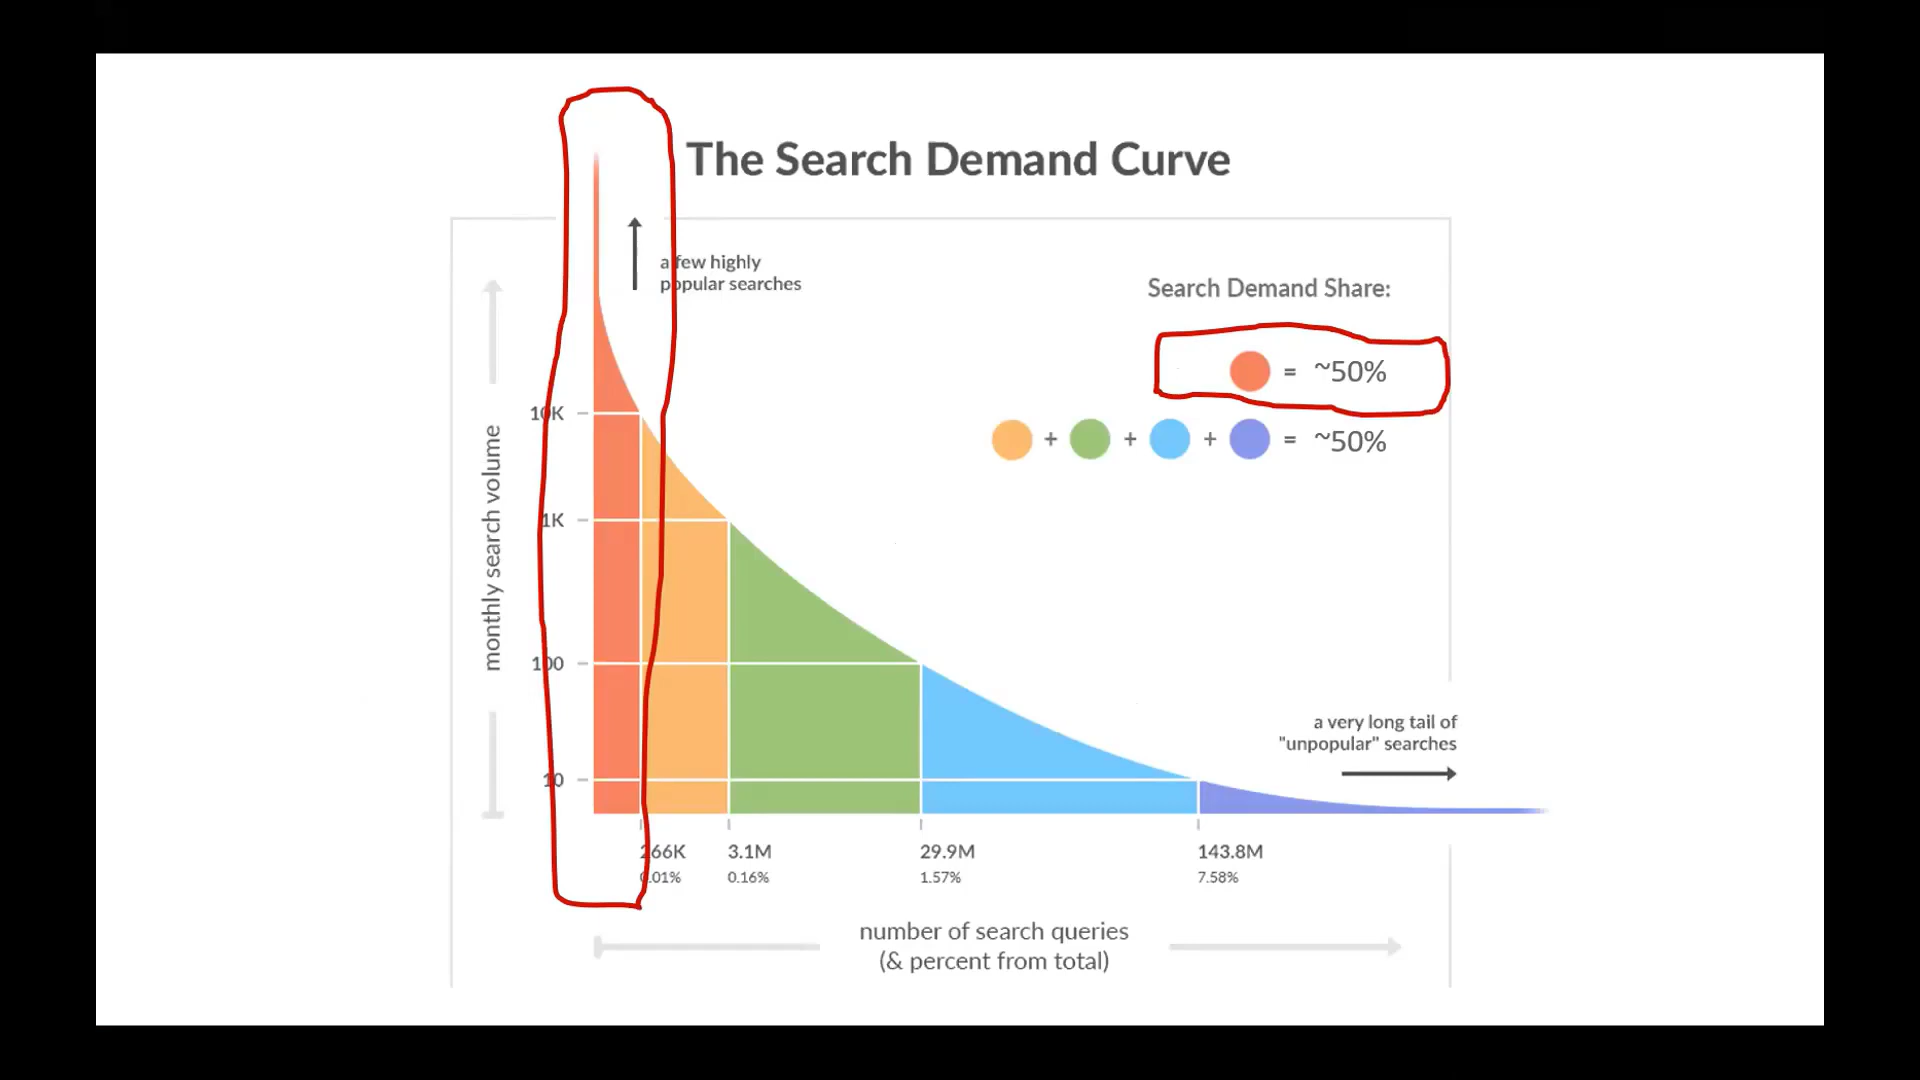 The Search Demand Curve
a few highly
popular searches
Search Demand Share:
= ~50%
+ + + = ~50%
monthly search volume
10K
1K
100
10
a very long tail of
"unpopular" searches
266K 3.1M 29.9M 143.8M
0.01% 0.16% 1.57% 7.58%
number of search queries
(& percent from total)